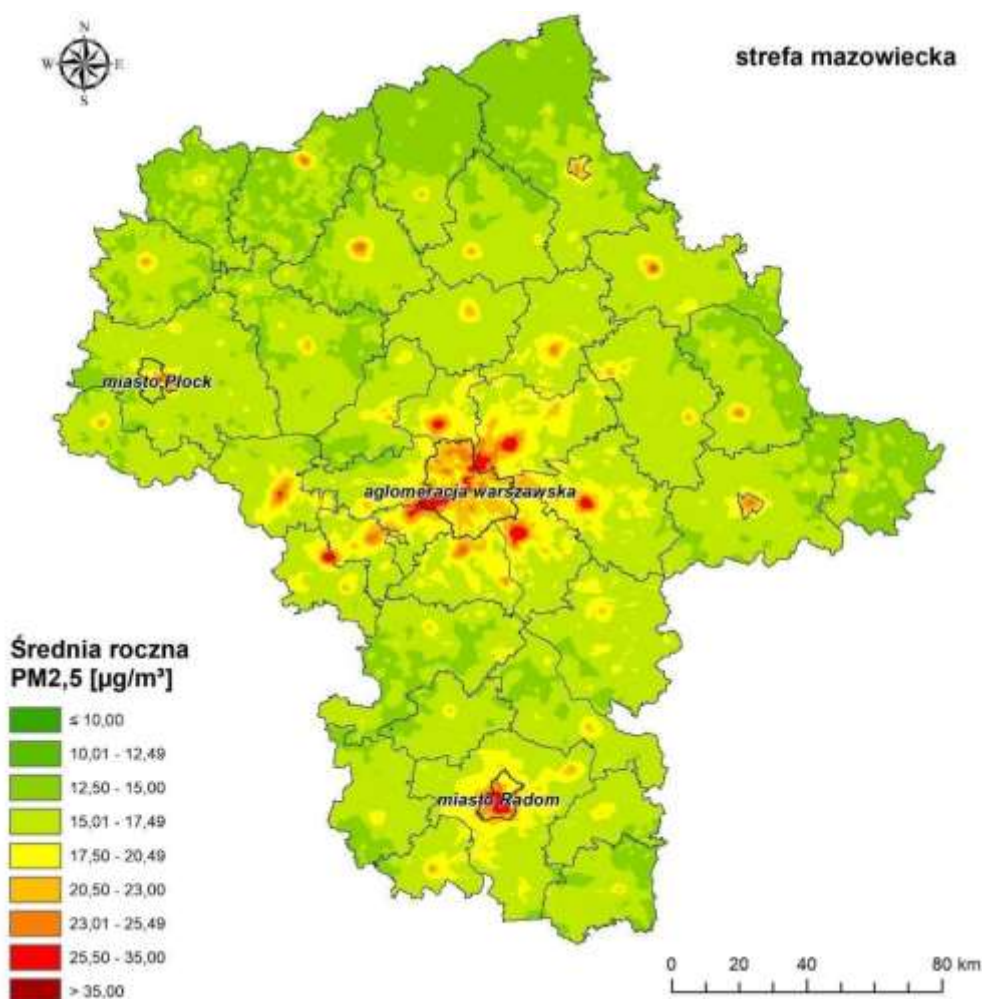 N
W E
S
strefa mazowiecka
miasto Płock
aglomeracja warszawska
miasto Radom
Średnia roczna
PM2,5 [µg/m³]
≤ 10,00
10,01 - 12,49
12,50 - 15,00
15,01 - 17,49
17,50 - 20,49
20,50 - 23,00
23,01 - 25,49
25,50 - 35,00
> 35,00
0 20 40 80 km